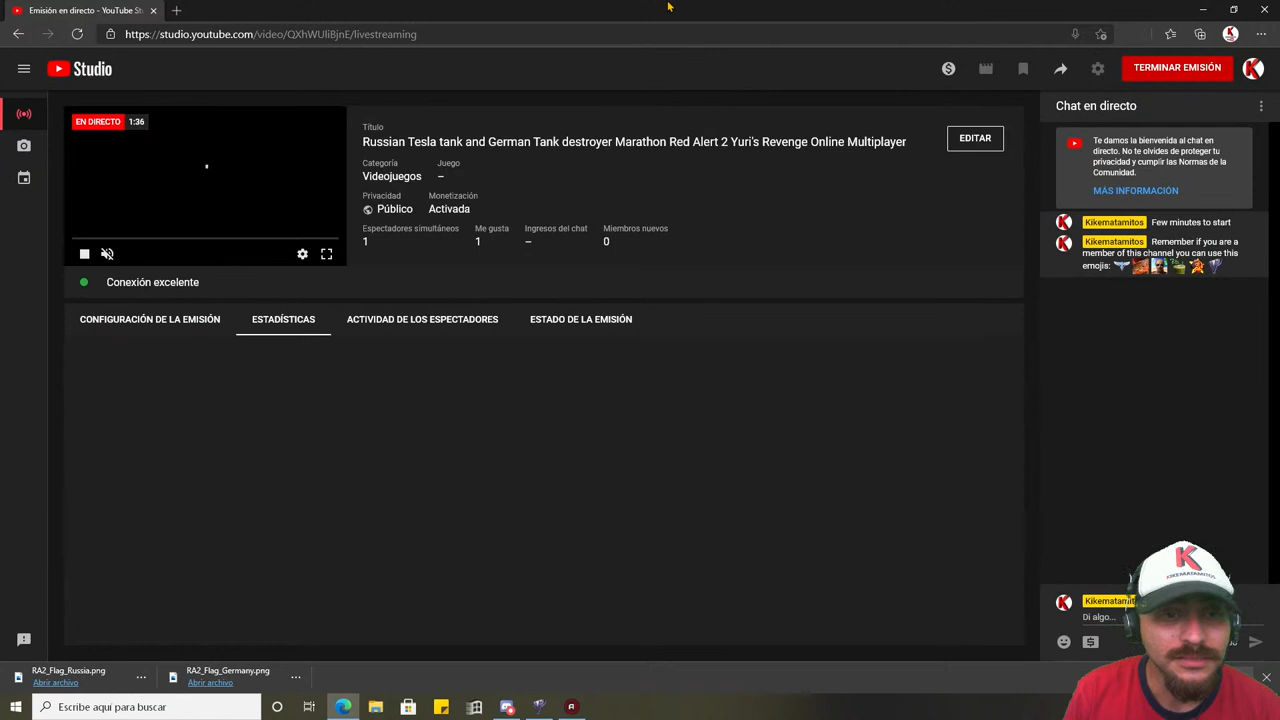 Emisión en directo - YouTube Stu
https://studio.youtube.com/video/QXhWUliBjnE/livestreaming
Studio
TERMINAR EMISIÓN
K
EN DIRECTO 1:36
Título
Russian Tesla tank and German Tank destroyer Marathon Red Alert 2 Yuri's Revenge Online Multiplayer
EDITAR
Categoría Juego
Videojuegos –
Privacidad Monetización
Público Activada
Espectadores simultáneos Me gusta Ingresos del chat Miembros nuevos
1 1 – 0
Conexión excelente
CONFIGURACIÓN DE LA EMISIÓN ESTADÍSTICAS ACTIVIDAD DE LOS ESPECTADORES ESTADO DE LA EMISIÓN
Chat en directo
Te damos la bienvenida al chat en
directo. No te olvides de proteger tu
privacidad y cumplir las Normas de la
Comunidad.
MÁS INFORMACIÓN
Kikematamitos Few minutes to start
Kikematamitos Remember if you are a
member of this channel you can use this
emojis:
Di algo...
K
KIKEMATAMITOS
RA2_Flag_Russia.png
Abrir archivo
RA2_Flag_Germany.png
Abrir archivo
Escribe aquí para buscar